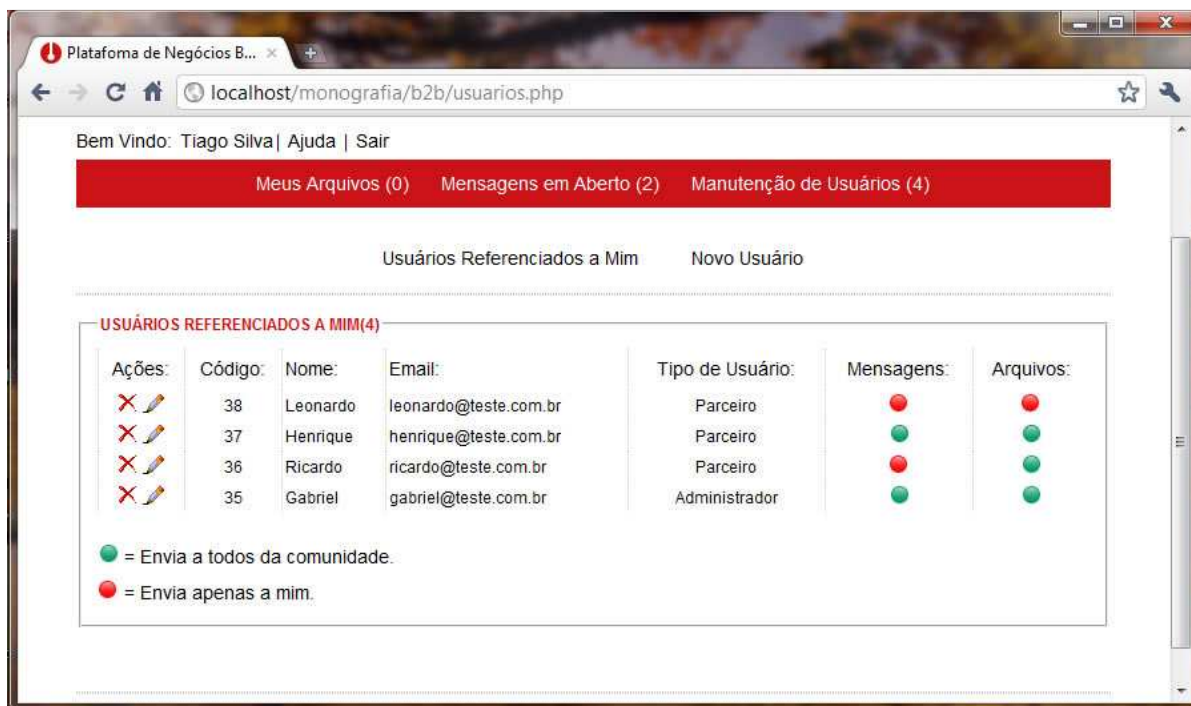 Platafoma de Negócios B...
localhost/monografia/b2b/usuarios.php
Bem Vindo: Tiago Silva| Ajuda | Sair
Meus Arquivos (0) Mensagens em Aberto (2) Manutenção de Usuários (4)
Usuários Referenciados a Mim Novo Usuário
USUÁRIOS REFERENCIADOS A MIM(4)
Ações: Código: Nome: Email: Tipo de Usuário: Mensagens: Arquivos:
38 Leonardo leonardo@teste.com.br Parceiro
37 Henrique henrique@teste.com.br Parceiro
36 Ricardo ricardo@teste.com.br Parceiro
35 Gabriel gabriel@teste.com.br Administrador
= Envia a todos da comunidade.
= Envia apenas a mim.